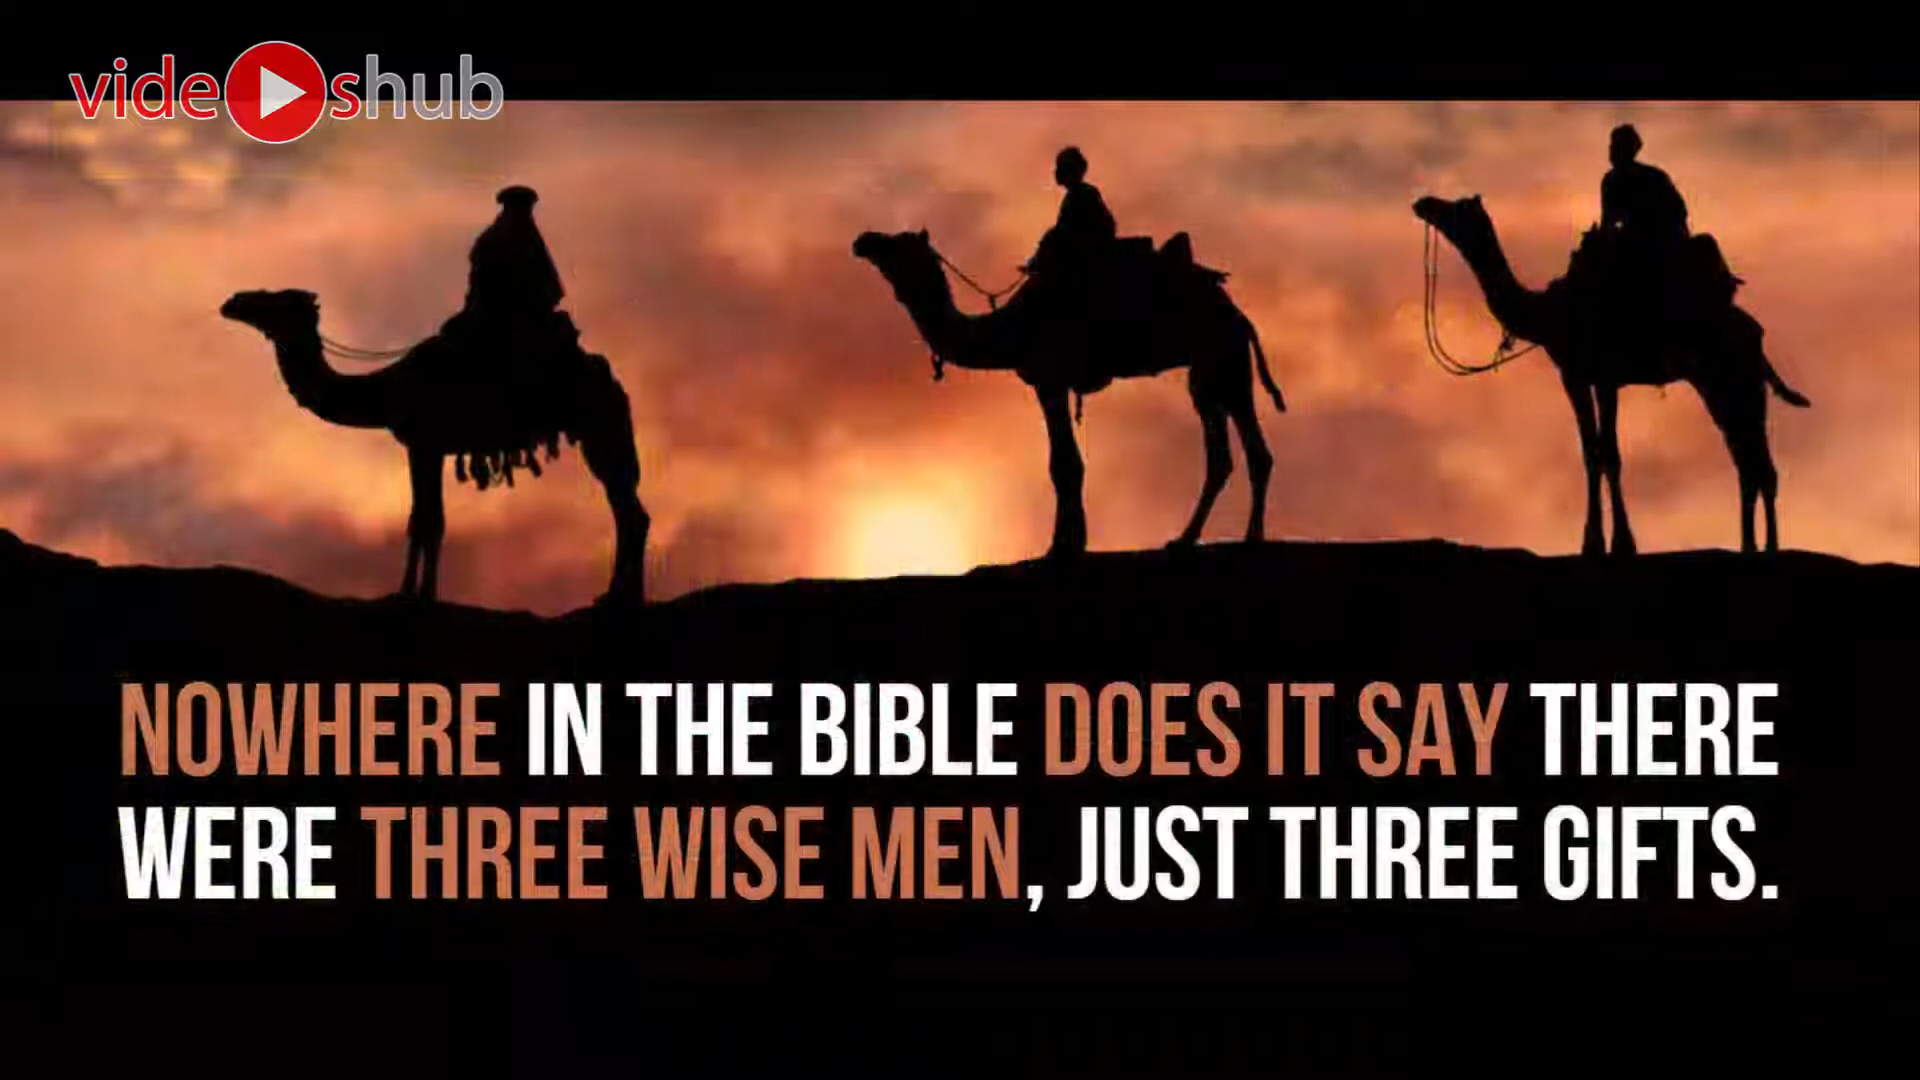 videoshub
NOWHERE IN THE BIBLE DOES IT SAY THERE
WERE THREE WISE MEN, JUST THREE GIFTS.